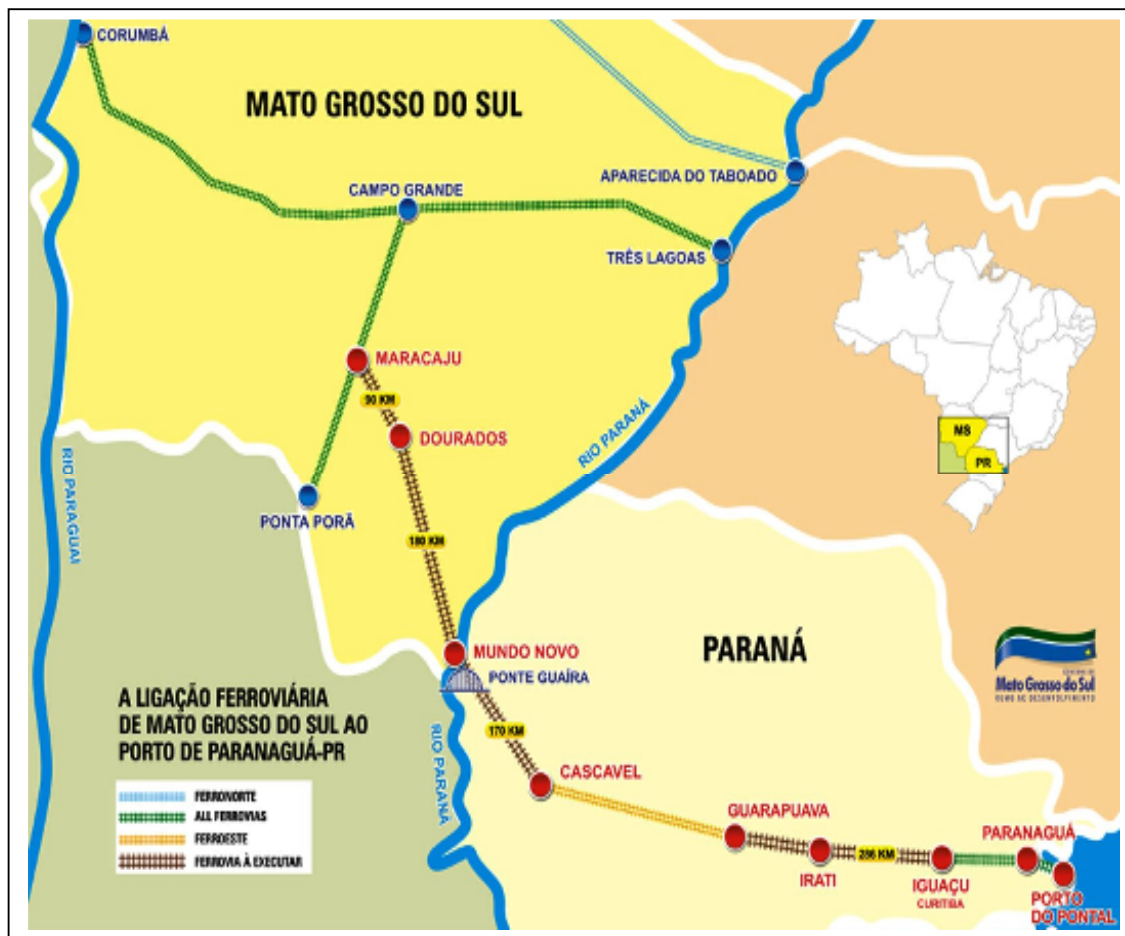 CORUMBÁ
MATO GROSSO DO SUL
CAMPO GRANDE
APARECIDA DO TABOADO
TRÊS LAGOAS
MARACAJU
90 KM
DOURADOS
RIO PARANÁ
MS
PR
RIO PARAGUAI
PONTA PORÃ
180 KM
MUNDO NOVO
PONTE GUAÍRA
PARANÁ
Mato Grosso do Sul
RUMO AO DESENVOLVIMENTO
A LIGAÇÃO FERROVIÁRIA
DE MATO GROSSO DO SUL AO
PORTO DE PARANAGUÁ-PR
RIO PARANÁ
170 KM
CASCAVEL
FERRONORTE
ALL FERROVIAS
FERROESTE
FERROVIA À EXECUTAR
GUARAPUAVA
IRATI
286 KM
IGUAÇU
CURITIBA
PARANAGUÁ
PORTO
DO PONTAL